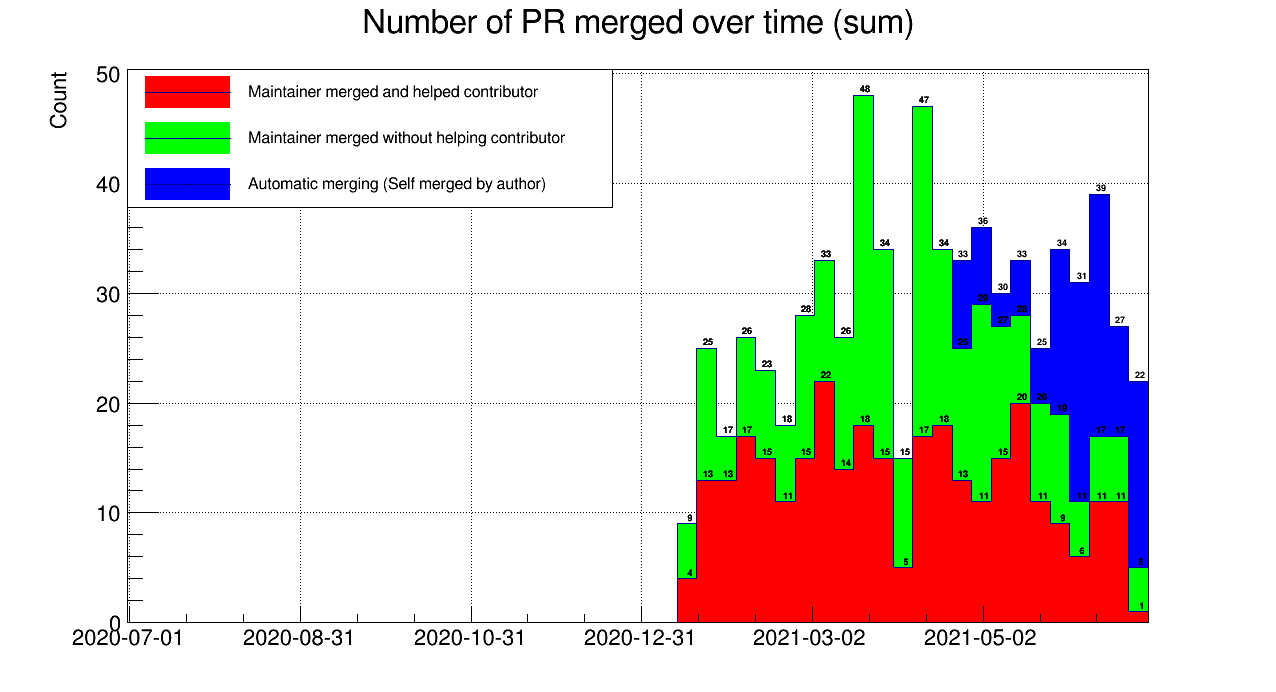 Number of PR merged over time (sum)
Count
50
40
30
20
10
0
Maintainer merged and helped contributor
Maintainer merged without helping contributor
Automatic merging (Self merged by author)
9 25 17 26 23 18 28 33 26 48 34 15 47 34 33 36 30 33 25 34 31 39 27 22
25 29 27 28 20 19 11 17 17 5
4 13 13 17 15 11 15 22 14 18 15 5 17 18 13 11 15 20 11 9 6 11 11 1
2020-07-01 2020-08-31 2020-10-31 2020-12-31 2021-03-02 2021-05-02